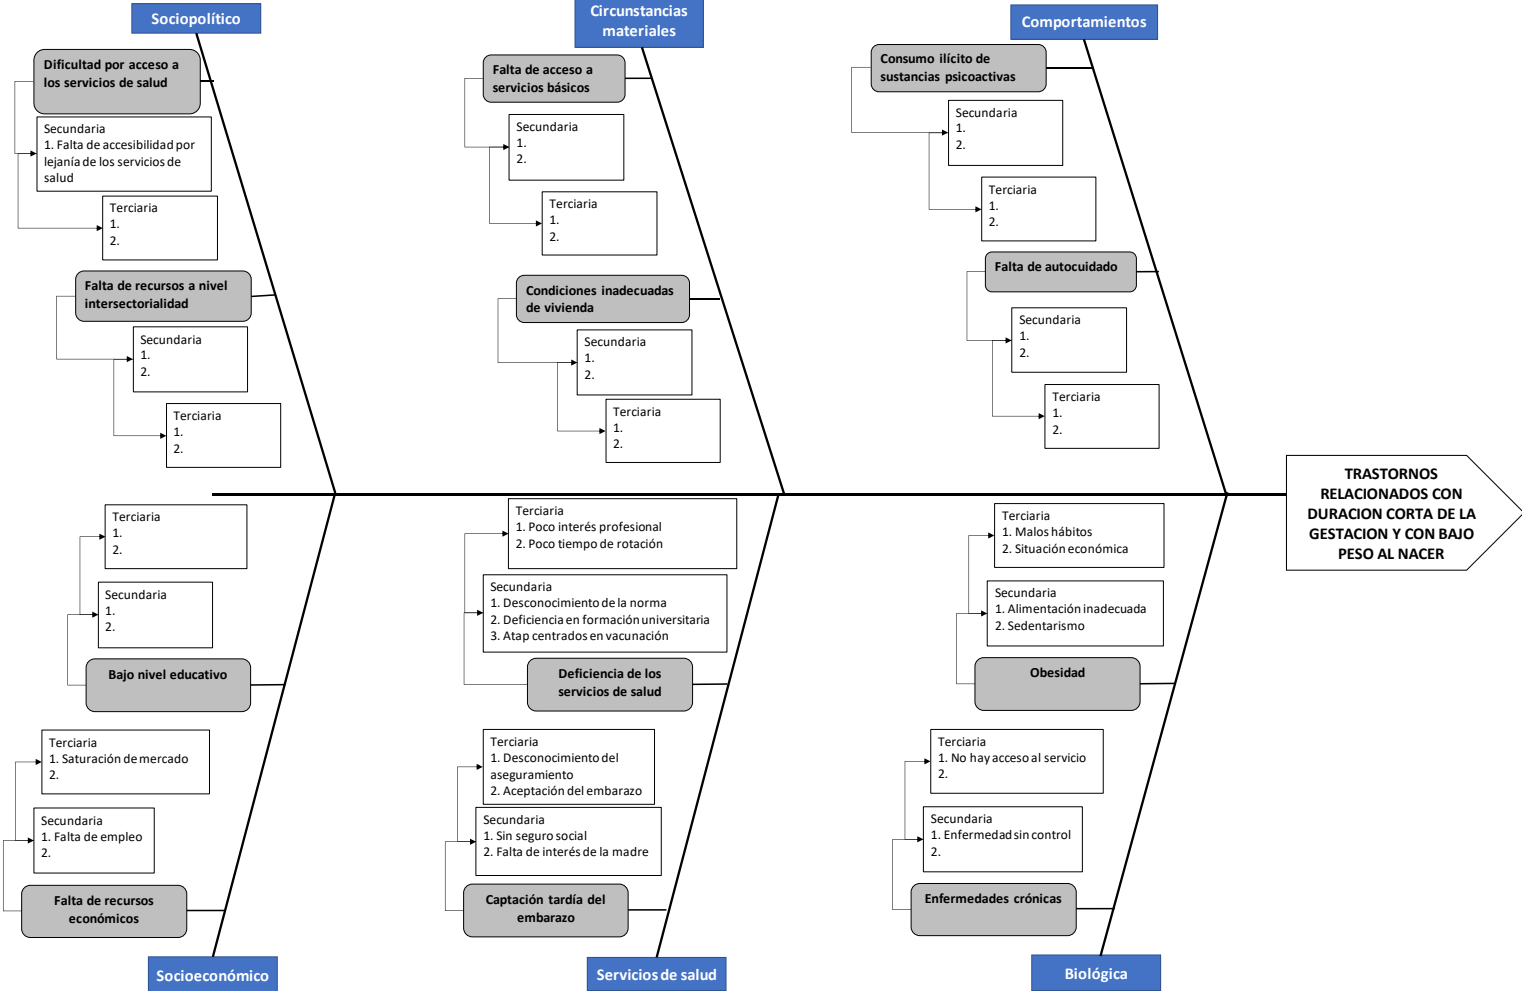 Sociopolítico
Dificultad por acceso a
los servicios de salud
Secundaria
1. Falta de accesibilidad por
lejanía de los servicios de
salud
Terciaria
1.
2.
Falta de recursos a nivel
intersectorialidad
Secundaria
1.
2.
Terciaria
1.
2.
Circunstancias
materiales
Falta de acceso a
servicios básicos
Secundaria
1.
2.
Terciaria
1.
2.
Condiciones inadecuadas
de vivienda
Secundaria
1.
2.
Terciaria
1.
2.
Comportamientos
Consumo ilícito de
sustancias psicoactivas
Secundaria
1.
2.
Terciaria
1.
2.
Falta de autocuidado
Secundaria
1.
2.
Terciaria
1.
2.
TRASTORNOS
RELACIONADOS CON
DURACION CORTA DE LA
GESTACION Y CON BAJO
PESO AL NACER
Terciaria
1.
2.
Secundaria
1.
2.
Bajo nivel educativo
Terciaria
1. Saturación de mercado
2.
Secundaria
1. Falta de empleo
2.
Falta de recursos
económicos
Socioeconómico
Terciaria
1. Poco interés profesional
2. Poco tiempo de rotación
Secundaria
1. Desconocimiento de la norma
2. Deficiencia en formación universitaria
3. Atap centrados en vacunación
Deficiencia de los
servicios de salud
Terciaria
1. Desconocimiento del
aseguramiento
2. Aceptación del embarazo
Secundaria
1. Sin seguro social
2. Falta de interés de la madre
Captación tardía del
embarazo
Servicios de salud
Terciaria
1. Malos hábitos
2. Situación económica
Secundaria
1. Alimentación inadecuada
2. Sedentarismo
Obesidad
Terciaria
1. No hay acceso al servicio
2.
Secundaria
1. Enfermedad sin control
2.
Enfermedades crónicas
Biológica